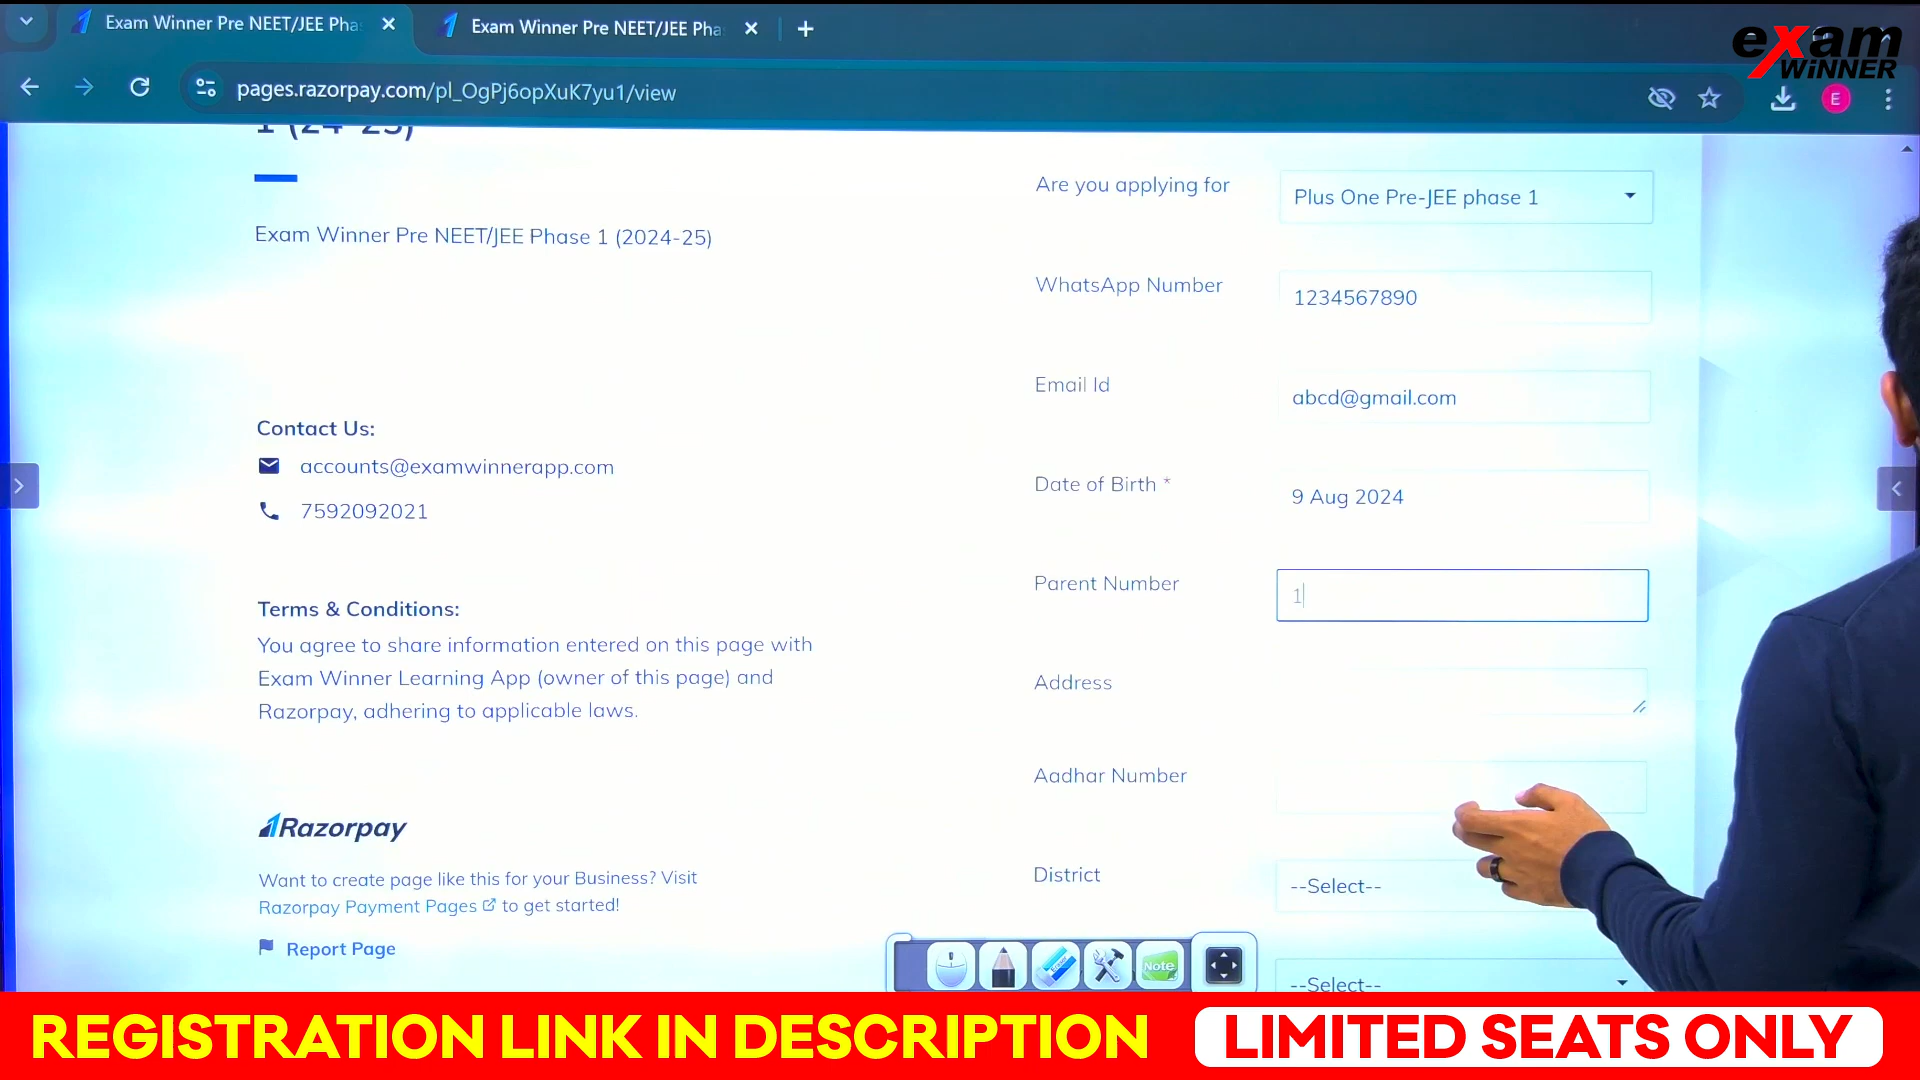 Exam Winner Pre NEET/JEE Pha
Exam Winner Pre NEET/JEE Pha
exam
WiNNER
pages.razorpay.com/pl_OgPj6opXuK7yu1/view
E
1 (24-25)
Exam Winner Pre NEET/JEE Phase 1 (2024-25)
Contact Us:
accounts@examwinnerapp.com
7592092021
Terms & Conditions:
You agree to share information entered on this page with
Exam Winner Learning App (owner of this page) and
Razorpay, adhering to applicable laws.
Razorpay
Want to create page like this for your Business? Visit
Razorpay Payment Pages to get started!
Report Page
Are you applying for
Plus One Pre-JEE phase 1
WhatsApp Number
1234567890
Email Id
abcd@gmail.com
Date of Birth *
9 Aug 2024
Parent Number
1
Address
Aadhar Number
District
--Select--
--Select--
Note
REGISTRATION LINK IN DESCRIPTION
LIMITED SEATS ONLY